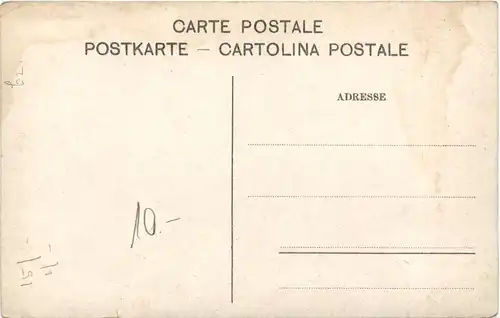 CARTE POSTALE
POSTKARTE — CARTOLINA POSTALE
ADRESSE
10.-